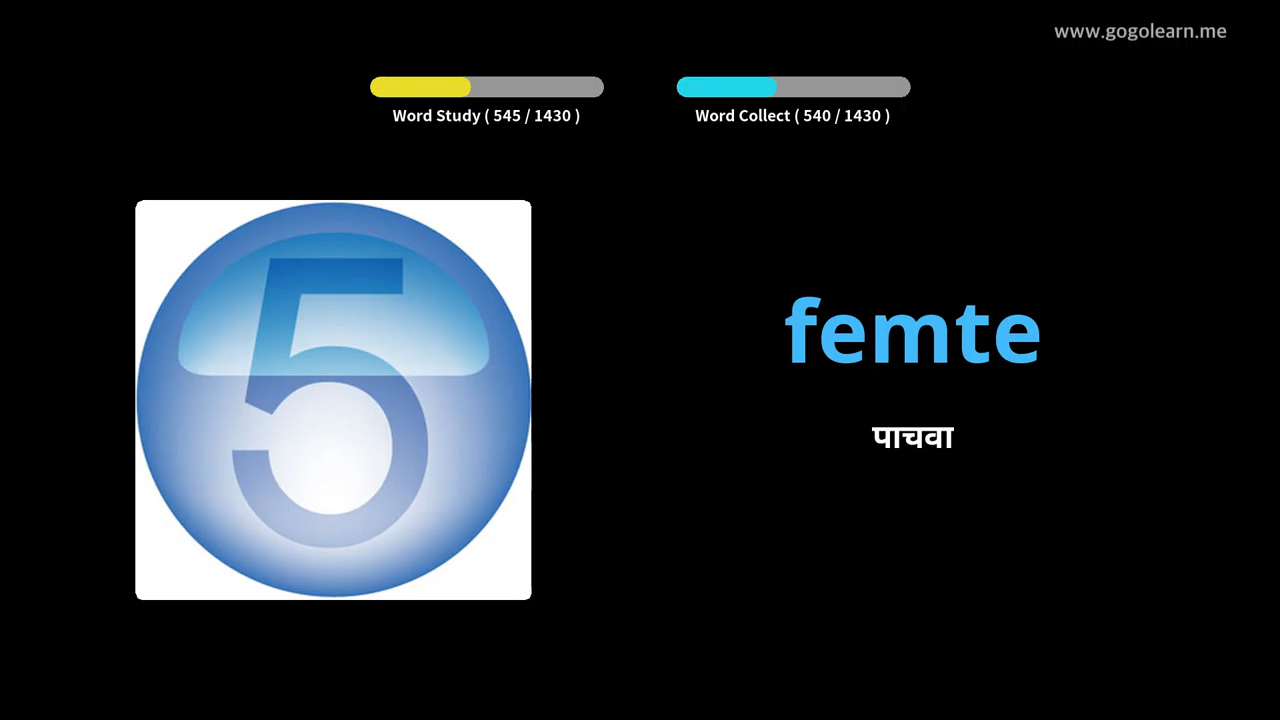 www.gogolearn.me
Word Study ( 545 / 1430 )
Word Collect ( 540 / 1430 )
5
femte
पाचवा